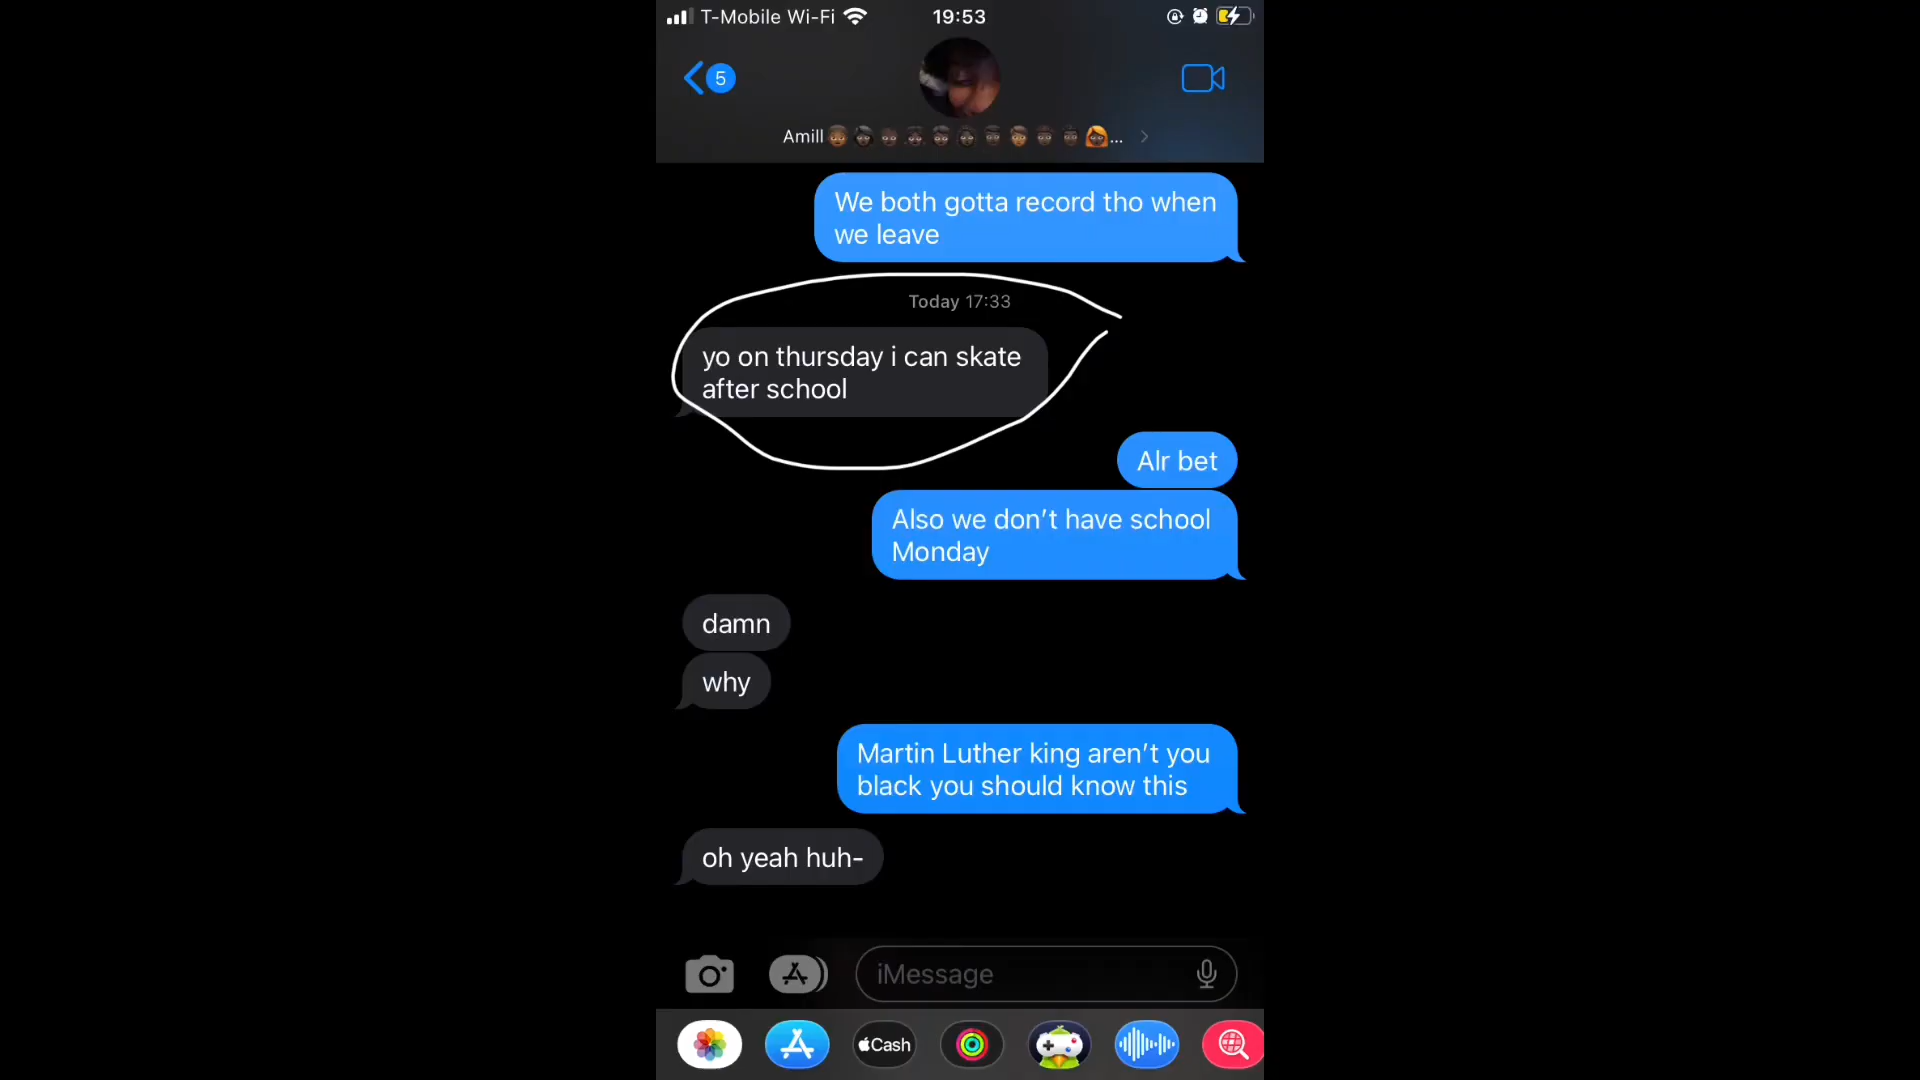 T-Mobile Wi-Fi 19:53
5
Amill👨🏾‍🦲👩🏿‍🦱...
We both gotta record tho when
we leave
Today 17:33
yo on thursday i can skate
after school
Alr bet
Also we don't have school
Monday
damn
why
Martin Luther king aren't you
black you should know this
oh yeah huh-
iMessage
Cash